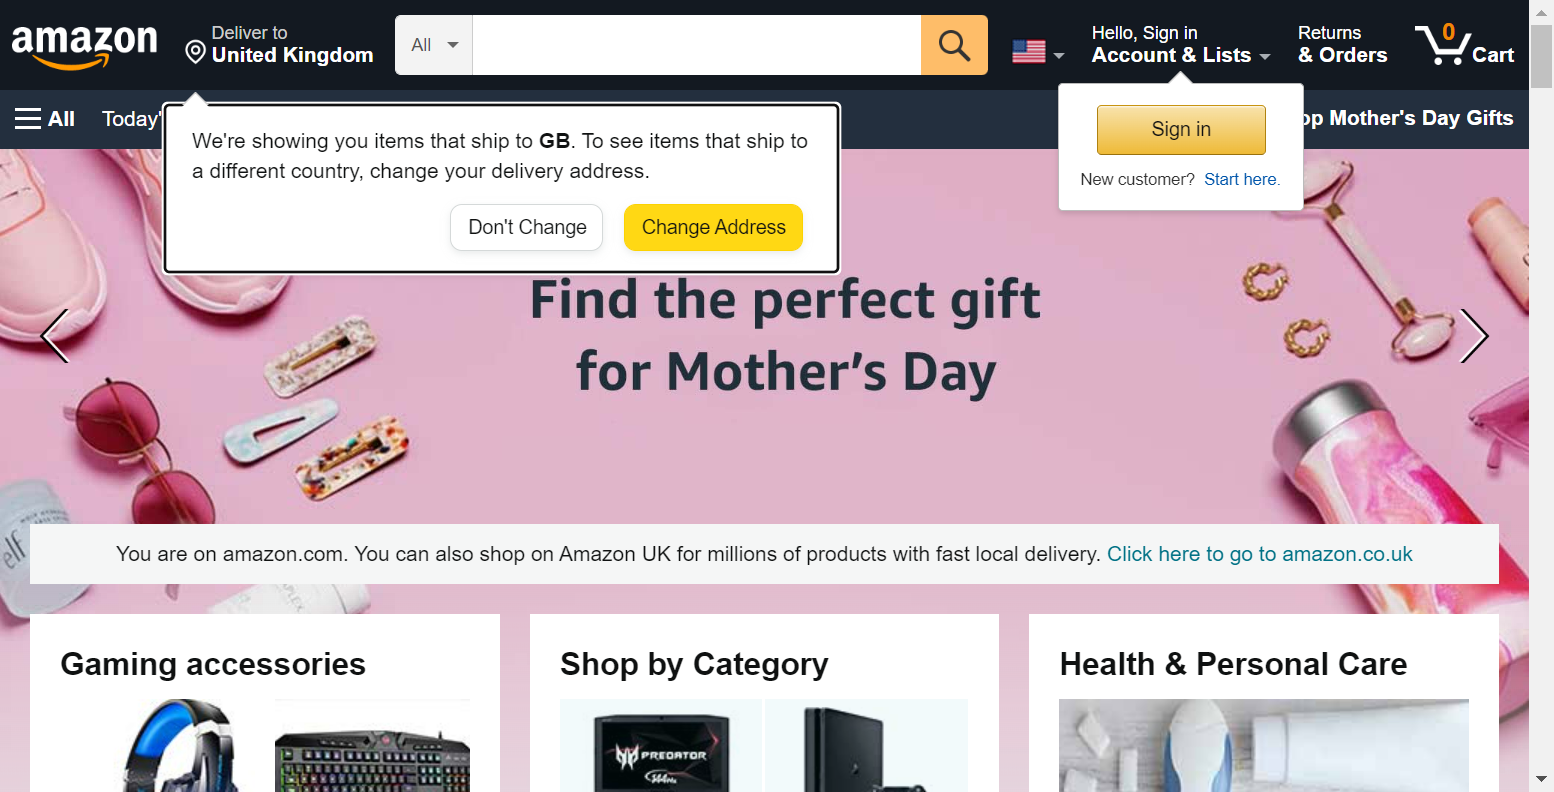 amazon
Deliver to
United Kingdom
All
Hello, Sign in
Account & Lists
Returns
& Orders
0
Cart
All
Today'
op Mother's Day Gifts
We're showing you items that ship to GB. To see items that ship to
a different country, change your delivery address.
Don't Change
Change Address
Sign in
New customer? Start here.
Find the perfect gift
for Mother's Day
elf
You are on amazon.com. You can also shop on Amazon UK for millions of products with fast local delivery. Click here to go to amazon.co.uk
Gaming accessories
Shop by Category
Health & Personal Care
PREDATOR